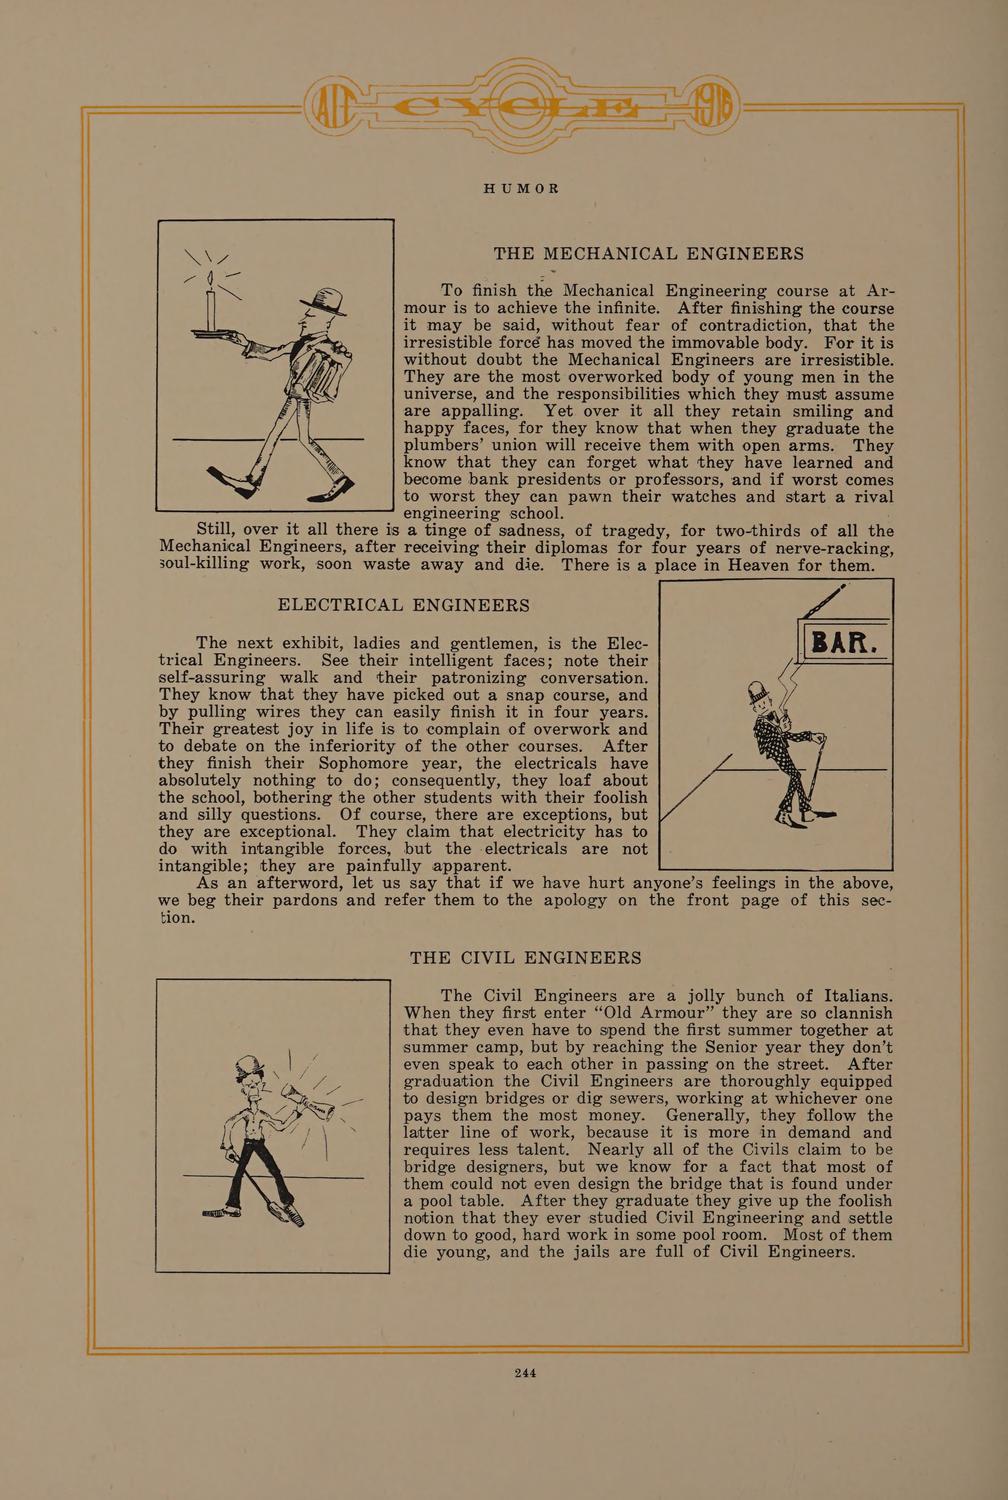 AIT CYCLE 1916
HUMOR
THE MECHANICAL ENGINEERS
To finish the Mechanical Engineering course at Ar-
mour is to achieve the infinite. After finishing the course
it may be said, without fear of contradiction, that the
irresistible force has moved the immovable body. For it is
without doubt the Mechanical Engineers are irresistible.
They are the most overworked body of young men in the
universe, and the responsibilities which they must assume
are appalling. Yet over it all they retain smiling and
happy faces, for they know that when they graduate the
plumbers' union will receive them with open arms. They
know that they can forget what they have learned and
become bank presidents or professors, and if worst comes
to worst they can pawn their watches and start a rival
engineering school.
Still, over it all there is a tinge of sadness, of tragedy, for two-thirds of all the
Mechanical Engineers, after receiving their diplomas for four years of nerve-racking,
soul-killing work, soon waste away and die. There is a place in Heaven for them.
ELECTRICAL ENGINEERS
The next exhibit, ladies and gentlemen, is the Elec-
trical Engineers. See their intelligent faces; note their
self-assuring walk and their patronizing conversation.
They know that they have picked out a snap course, and
by pulling wires they can easily finish it in four years.
Their greatest joy in life is to complain of overwork and
to debate on the inferiority of the other courses. After
they finish their Sophomore year, the electricals have
absolutely nothing to do; consequently, they loaf about
the school, bothering the other students with their foolish
and silly questions. Of course, there are exceptions, but
they are exceptional. They claim that electricity has to
do with intangible forces, but the electricals are not
intangible; they are painfully apparent.
BAR.
As an afterword, let us say that if we have hurt anyone's feelings in the above,
we beg their pardons and refer them to the apology on the front page of this sec-
tion.
THE CIVIL ENGINEERS
The Civil Engineers are a jolly bunch of Italians.
When they first enter "Old Armour" they are so clannish
that they even have to spend the first summer together at
summer camp, but by reaching the Senior year they don't
even speak to each other in passing on the street. After
graduation the Civil Engineers are thoroughly equipped
to design bridges or dig sewers, working at whichever one
pays them the most money. Generally, they follow the
latter line of work, because it is more in demand and
requires less talent. Nearly all of the Civils claim to be
bridge designers, but we know for a fact that most of
them could not even design the bridge that is found under
a pool table. After they graduate they give up the foolish
notion that they ever studied Civil Engineering and settle
down to good, hard work in some pool room. Most of them
die young, and the jails are full of Civil Engineers.
244